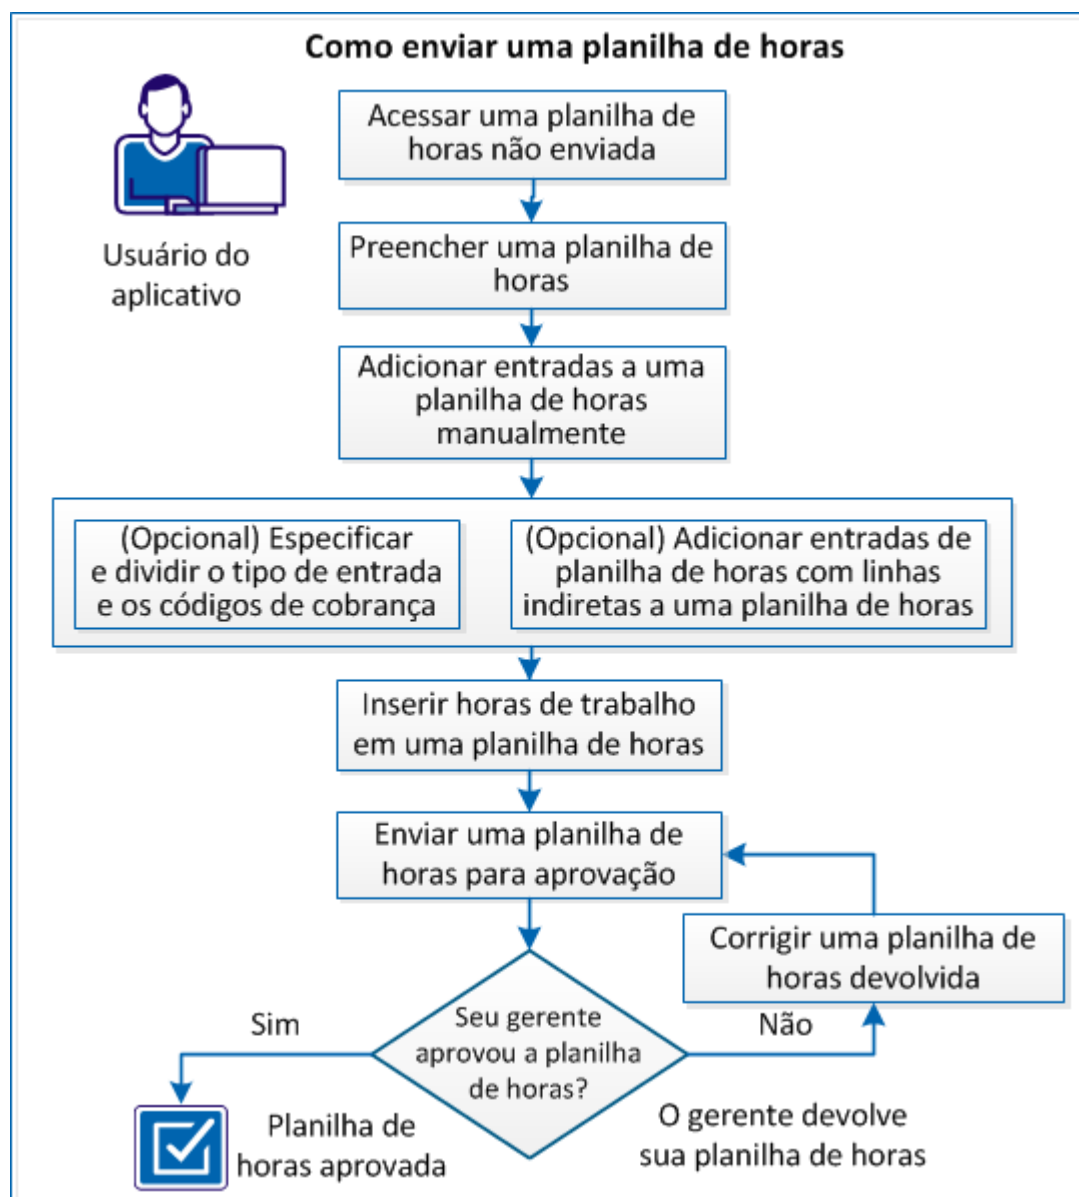 Como enviar uma planilha de horas
Usuário do
aplicativo
Acessar uma planilha de
horas não enviada
Preencher uma planilha de
horas
Adicionar entradas a uma
planilha de horas
manualmente
(Opcional) Especificar
e dividir o tipo de entrada
e os códigos de cobrança
(Opcional) Adicionar entradas de
planilha de horas com linhas
indiretas a uma planilha de horas
Inserir horas de trabalho
em uma planilha de horas
Enviar uma planilha de
horas para aprovação
Corrigir uma planilha de
horas devolvida
Seu gerente
aprovou a planilha
de horas?
Sim
Não
Planilha de
horas aprovada
O gerente devolve
sua planilha de horas